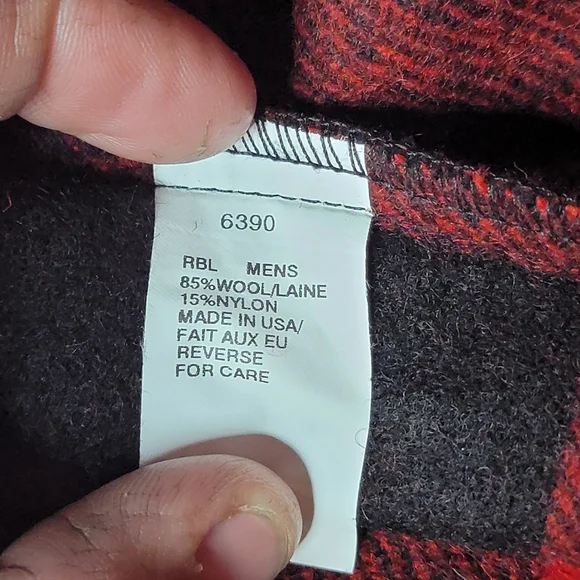 6390
RBL MENS
85%WOOL/LAINE
15%NYLON
MADE IN USA/
FAIT AUX EU
REVERSE
FOR CARE